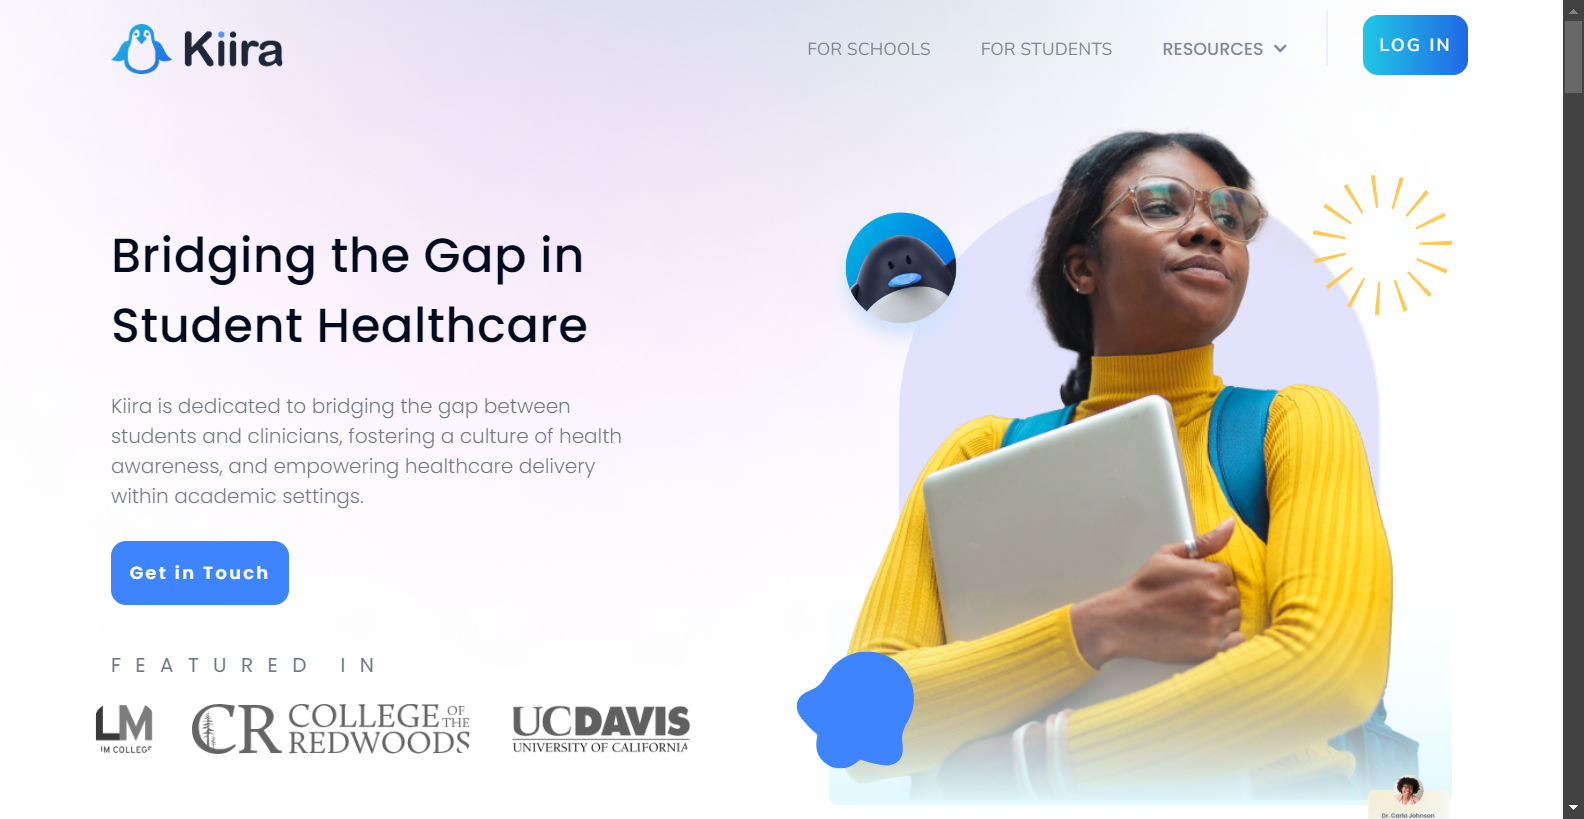 Kiira
FOR SCHOOLS
FOR STUDENTS
RESOURCES
LOG IN
Bridging the Gap in
Student Healthcare
Kiira is dedicated to bridging the gap between
students and clinicians, fostering a culture of health
awareness, and empowering healthcare delivery
within academic settings.
Get in Touch
FEATURED IN
LM
IM COLLEGE
CR COLLEGE OF THE
REDWOODS
UCDAVIS
UNIVERSITY OF CALIFORNIA
Dr. Carla Johnson